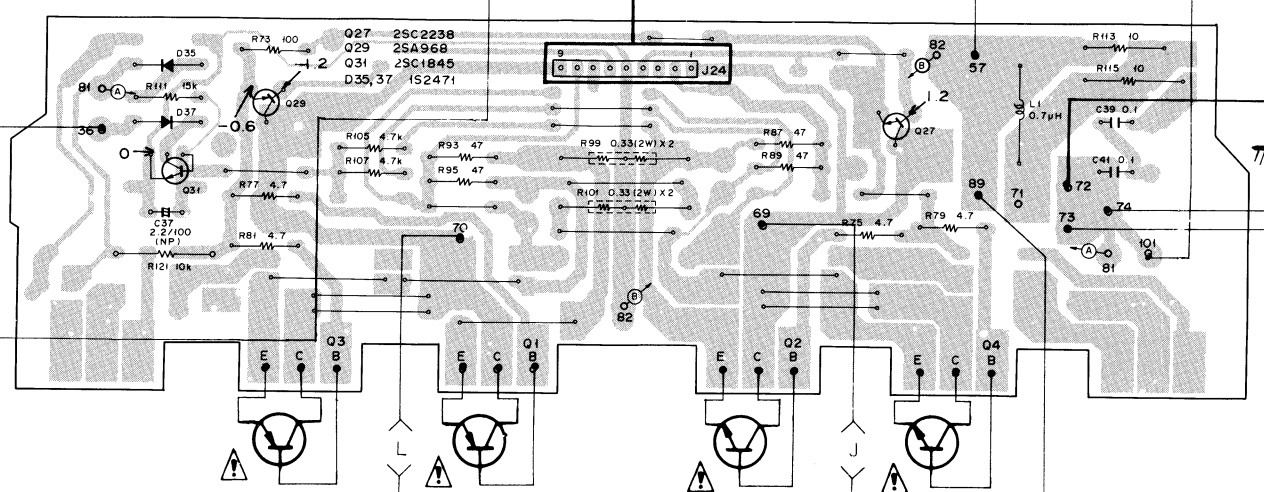 Q27 2SC2238
Q29 2SA968
Q31 2SC1845
D35,37 1S2471
R73 100
-1.2
D35
81
A
R111 15k
D37
36
-0.6
Q29
0
Q31
R77 4.7
C37
2.2/100
(NP)
R81 4.7
R121 10k
R105 4.7k
R107 4.7k
R93 47
R95 47
70
9
1
J24
R99 0.33(2W)X2
R101 0.33(2W)X2
R87 47
R89 47
69
82
B
82
B
57
1.2
Q27
R75 4.7
R79 4.7
89
L1
0.7μH
71
R113 10
R115 10
C39 0.1
C41 0.1
72
74
73
A
81
101
E C Q3 B
E C Q1 B
E C Q2 B
E C Q4 B
L
J
!
!
!
!